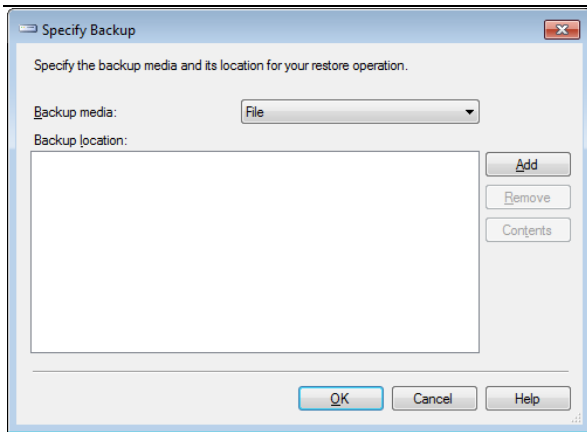 Specify Backup
Specify the backup media and its location for your restore operation.
Backup media:
File
Backup location:
Add
Remove
Contents
OK
Cancel
Help